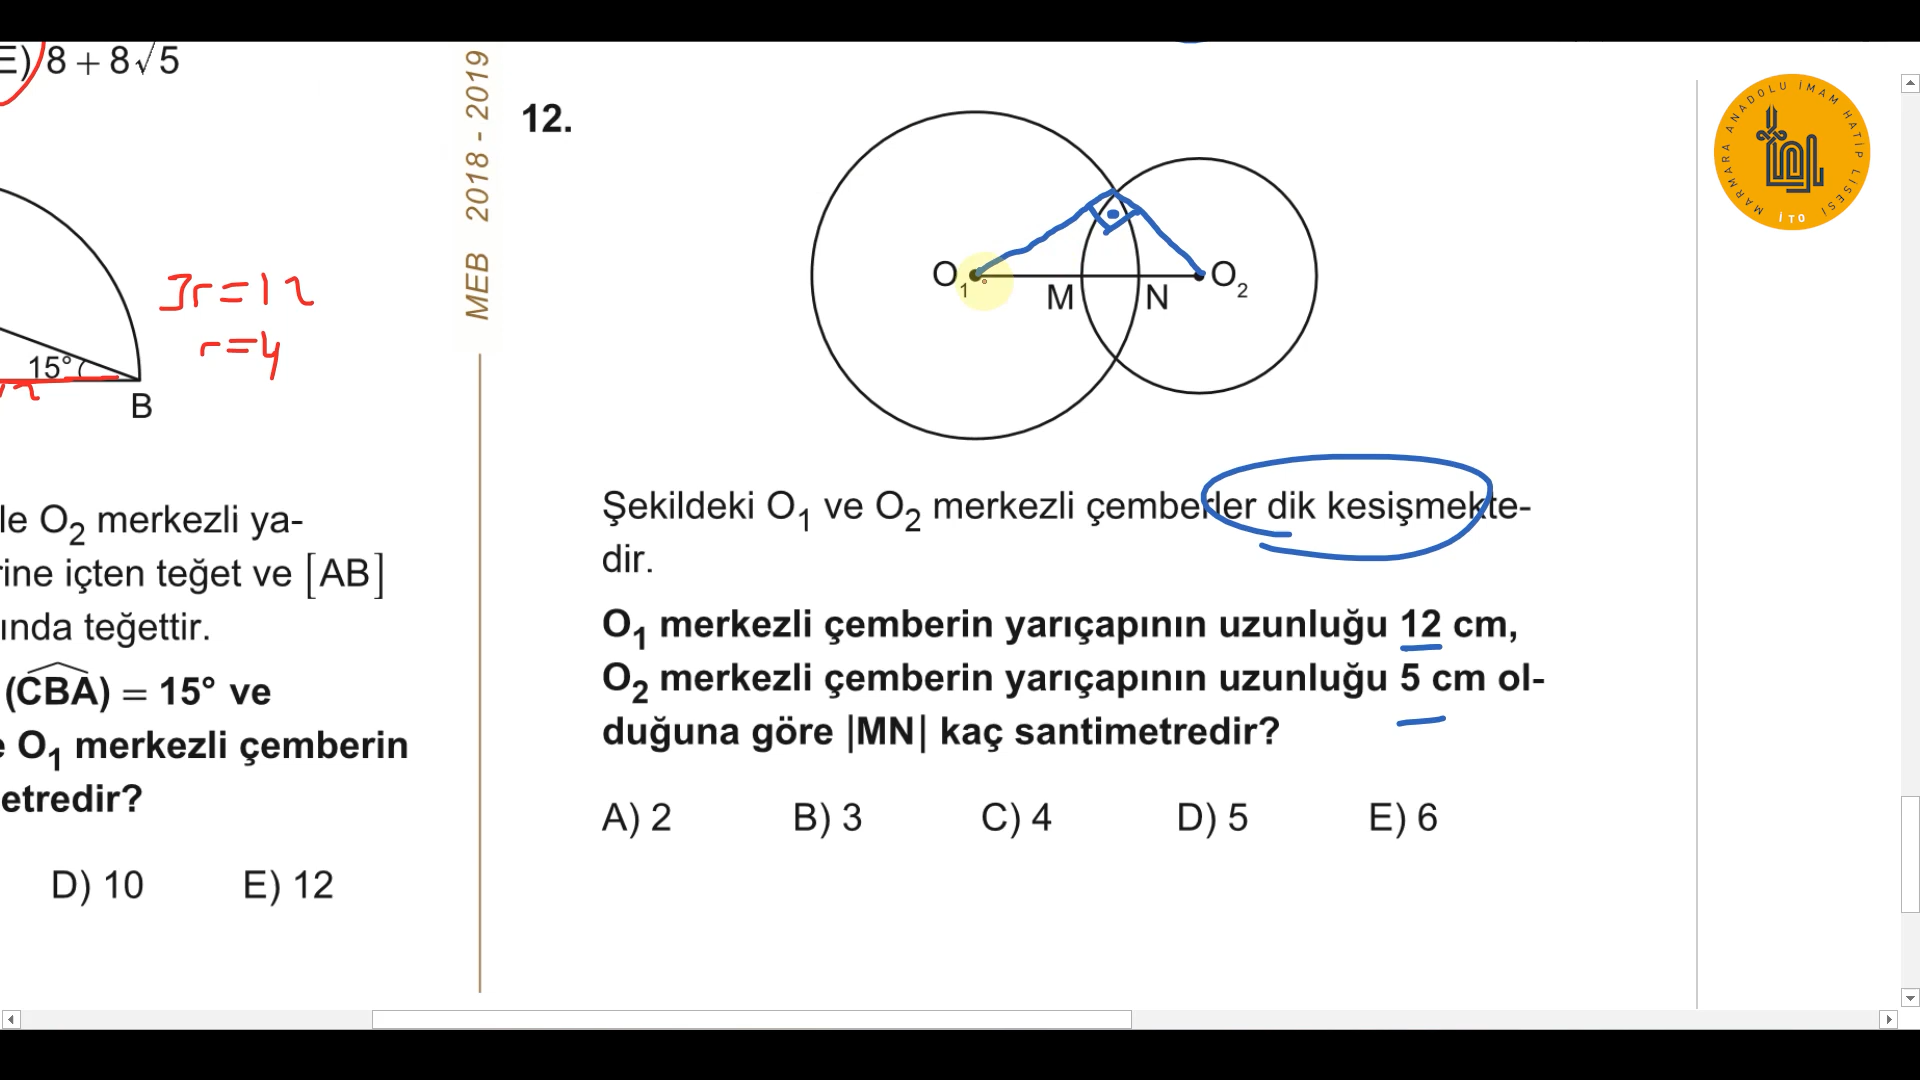 E) 8 + 8√5
15°
B
3r=12
r=4
le O2 merkezli ya-
rine içten teğet ve [AB]
ında teğettir.
(CBA) = 15° ve
e O1 merkezli çemberin
etredir?
D) 10 E) 12
MEB 2018 - 2019
12.
O1 M N O2
Şekildeki O1 ve O2 merkezli çemberler dik kesişmekte-
dir.
O1 merkezli çemberin yarıçapının uzunluğu 12 cm,
O2 merkezli çemberin yarıçapının uzunluğu 5 cm ol-
duğuna göre |MN| kaç santimetredir?
A) 2 B) 3 C) 4 D) 5 E) 6
MARMARA ANADOLU İMAM HATİP LİSESİ
İTO